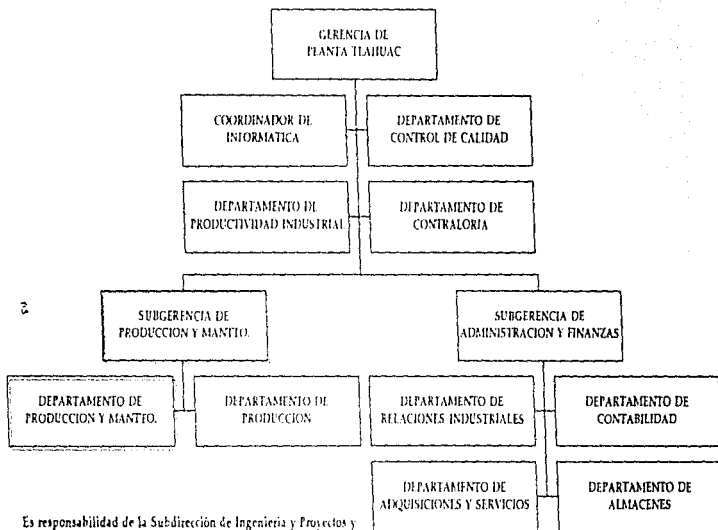 GERENCIA DE
PLANTA TLAHUAC
COORDINADOR DE
INFORMATICA
DEPARTAMENTO DE
CONTROL DE CALIDAD
DEPARTAMENTO DE
PRODUCTIVIDAD INDUSTRIAL
DEPARTAMENTO DE
CONTRALORIA
SUBGERENCIA DE
PRODUCCION Y MANTTO.
SUBGERENCIA DE
ADMINISTRACION Y FINANZAS
DEPARTAMENTO DE
PRODUCCION Y MANTTO.
DEPARTAMENTO DE
PRODUCCION
DEPARTAMENTO DE
RELACIONES INDUSTRIALES
DEPARTAMENTO DE
CONTABILIDAD
DEPARTAMENTO DE
ADQUISICIONES Y SERVICIOS
DEPARTAMENTO DE
ALMACENES
Es responsabilidad de la Subdirección de Ingeniería y Proyectos y